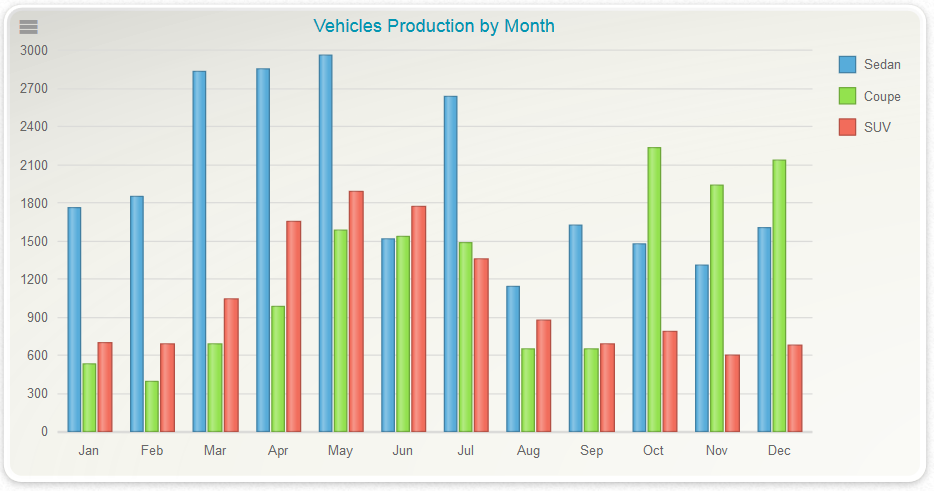 Vehicles Production by Month
3000
2700
2400
2100
1800
1500
1200
900
600
300
0
Jan Feb Mar Apr May Jun Jul Aug Sep Oct Nov Dec
Sedan
Coupe
SUV